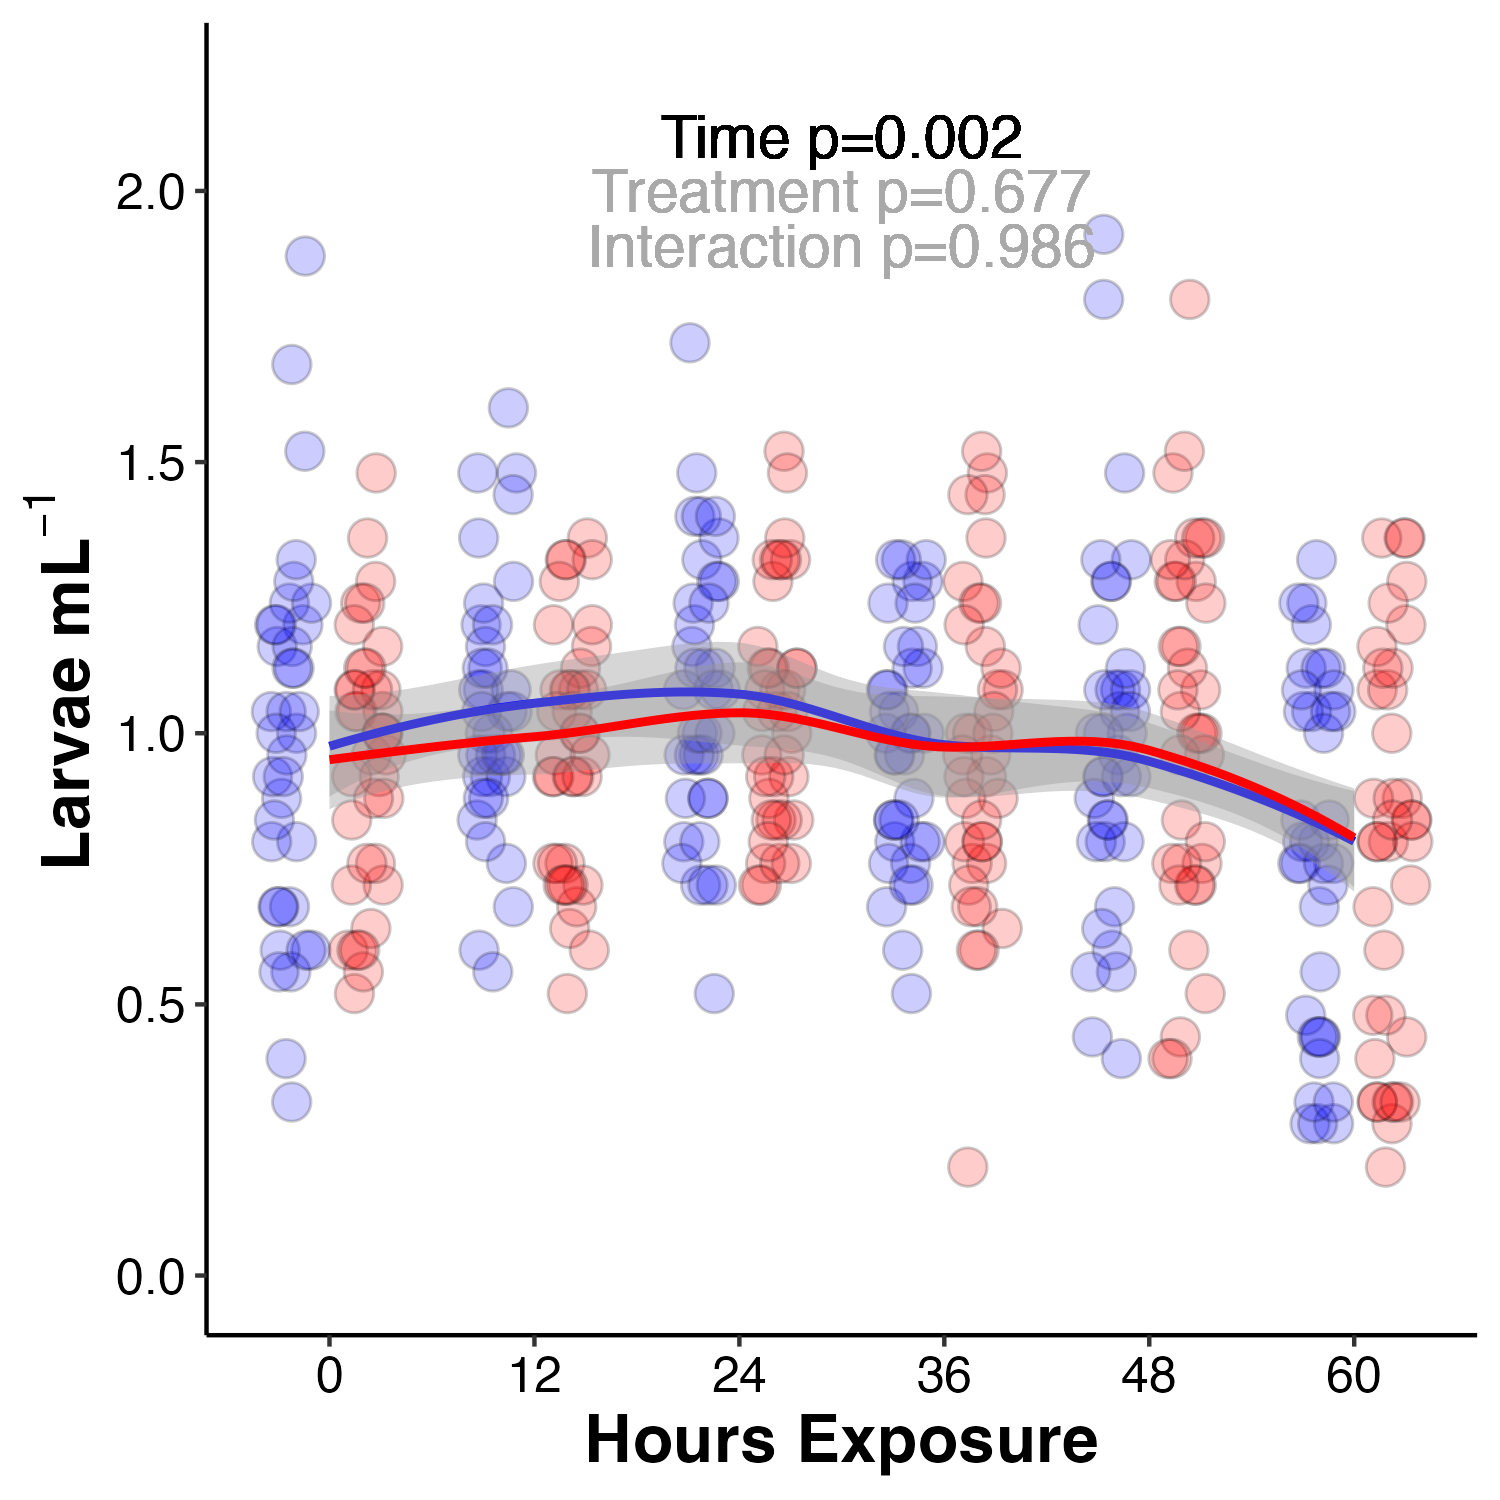 Time p=0.002
Treatment p=0.677
Interaction p=0.986
2.0
1.5
1.0
0.5
0.0
Larvae mL⁻¹
0 12 24 36 48 60
Hours Exposure